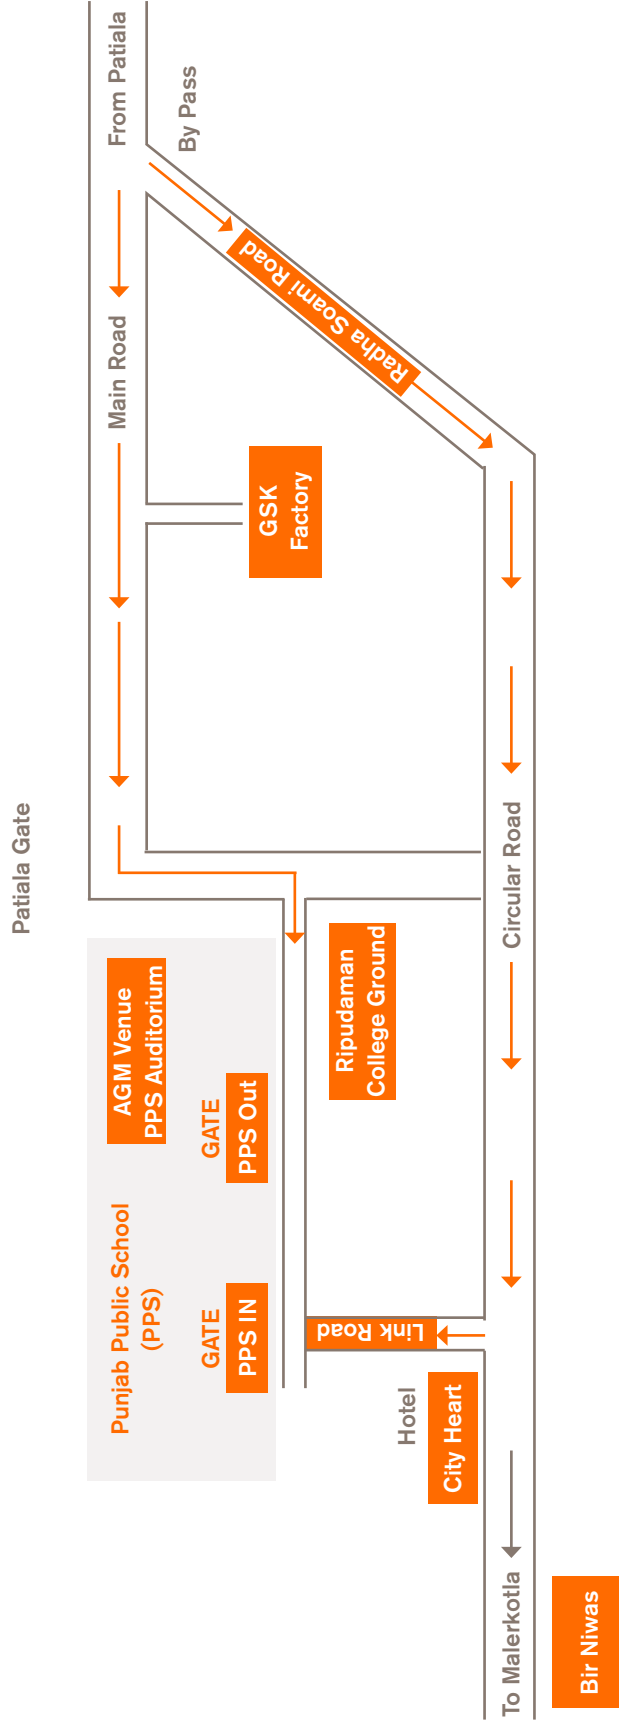 From Patiala
By Pass
Radha Soami Road
Main Road
GSK
Factory
Patiala Gate
Circular Road
Ripudaman
College Ground
AGM Venue
PPS Auditorium
GATE
PPS Out
Punjab Public School
(PPS)
GATE
PPS IN
Link Road
Hotel
City Heart
To Malerkotla
Bir Niwas